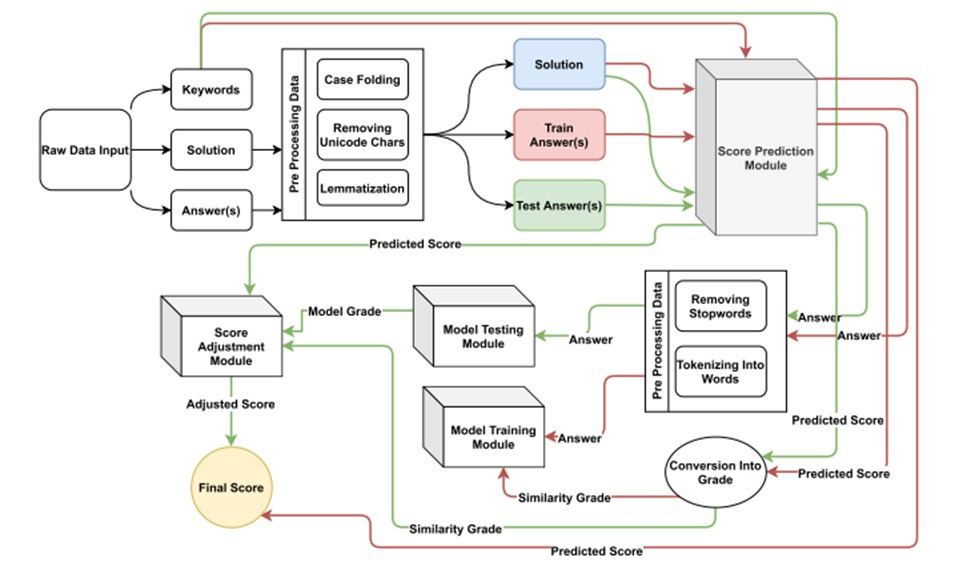 Keywords
Raw Data Input
Solution
Answer(s)
Pre Processing Data
Case Folding
Removing
Unicode Chars
Lemmatization
Solution
Train
Answer(s)
Test Answer(s)
Score Prediction
Module
Predicted Score
Score
Adjustment
Module
Model Grade
Model Testing
Module
Answer
Pre Processing Data
Removing
Stopwords
Tokenizing Into
Words
Answer
Answer
Adjusted Score
Model Training
Module
Answer
Predicted Score
Final Score
Similarity Grade
Conversion Into
Grade
Predicted Score
Similarity Grade
Predicted Score